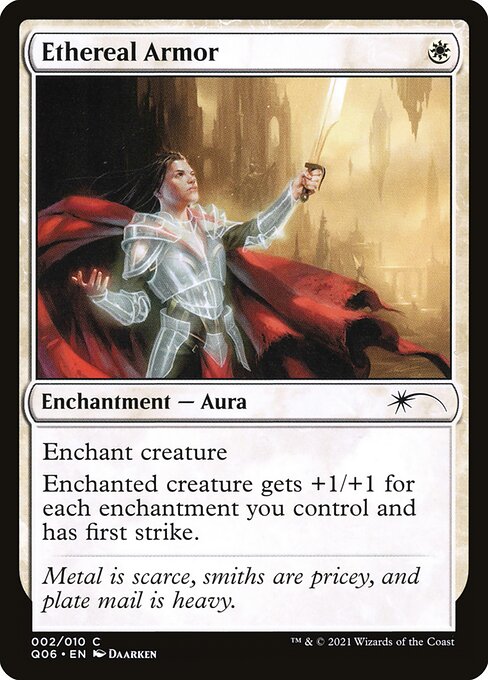 Ethereal Armor
Enchantment — Aura
Enchant creature
Enchanted creature gets +1/+1 for
each enchantment you control and
has first strike.
Metal is scarce, smiths are pricey, and
plate mail is heavy.
002/010 C
Q06 • EN DAARKEN
™ & © 2021 Wizards of the Coast